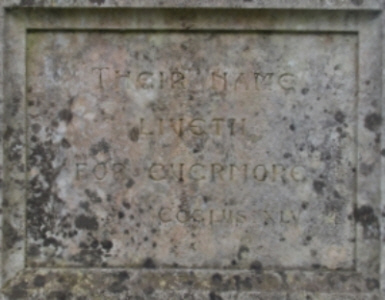 THEIR NAME
LIVETH
FOR EVERMORE
ECCLUS XLIV